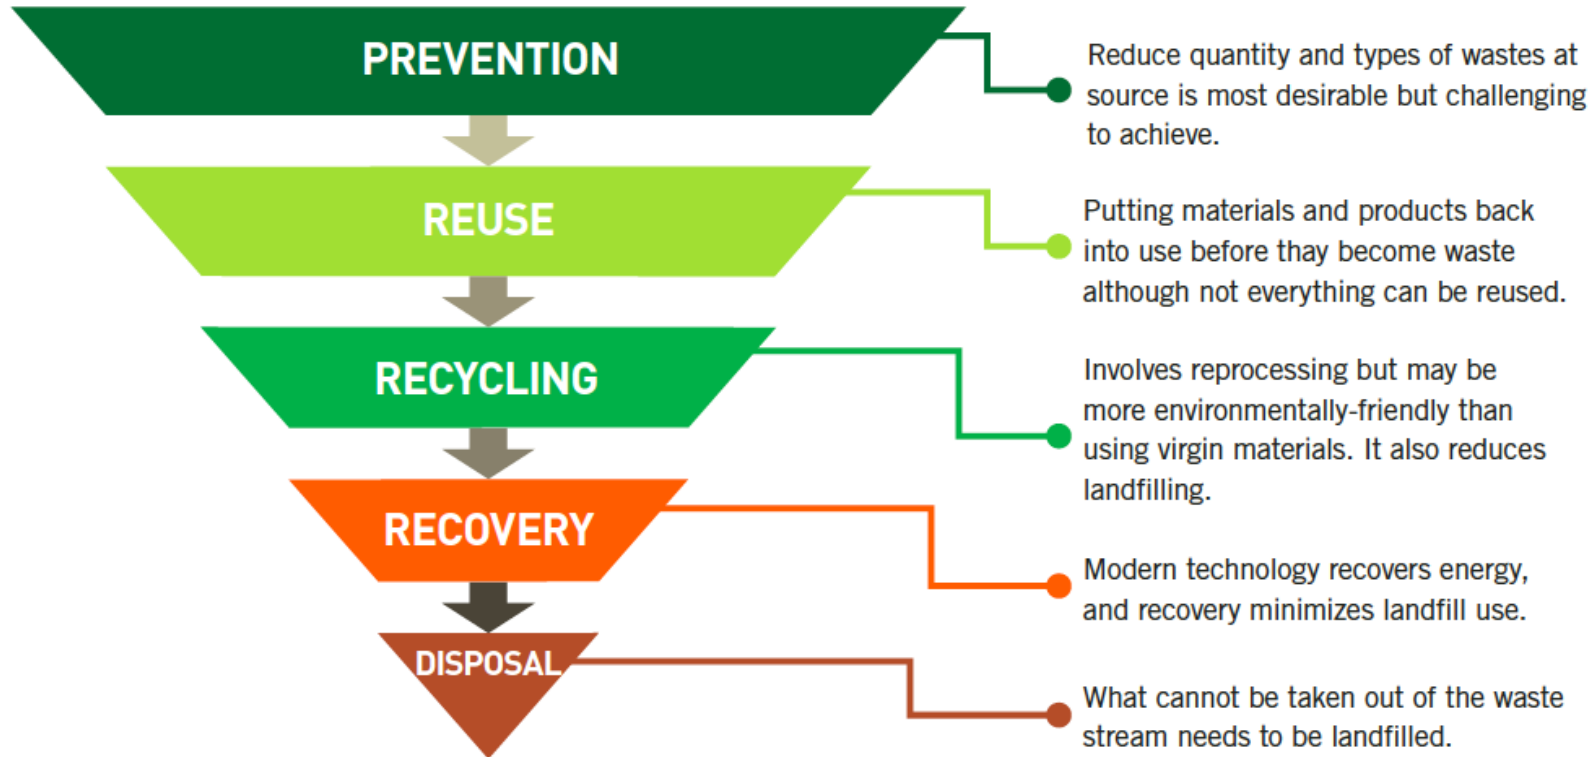 PREVENTION
Reduce quantity and types of wastes at
source is most desirable but challenging
to achieve.
REUSE
Putting materials and products back
into use before thay become waste
although not everything can be reused.
RECYCLING
Involves reprocessing but may be
more environmentally-friendly than
using virgin materials. It also reduces
landfilling.
RECOVERY
Modern technology recovers energy,
and recovery minimizes landfill use.
DISPOSAL
What cannot be taken out of the waste
stream needs to be landfilled.